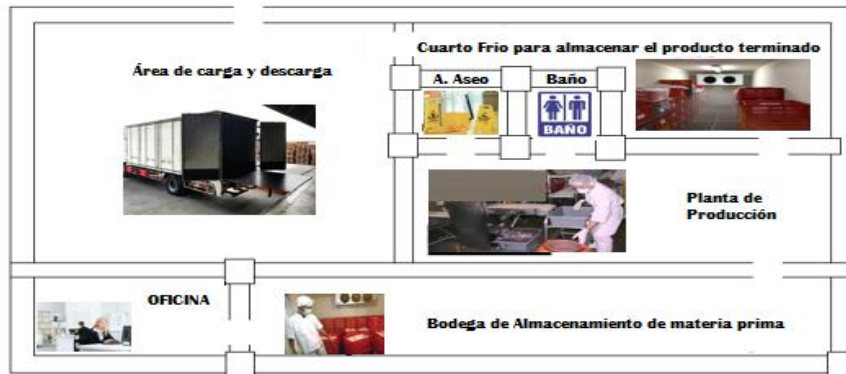 Cuarto Frio para almacenar el producto terminado
Área de carga y descarga
A. Aseo
Baño
BAÑO
Planta de
Producción
OFICINA
Bodega de Almacenamiento de materia prima